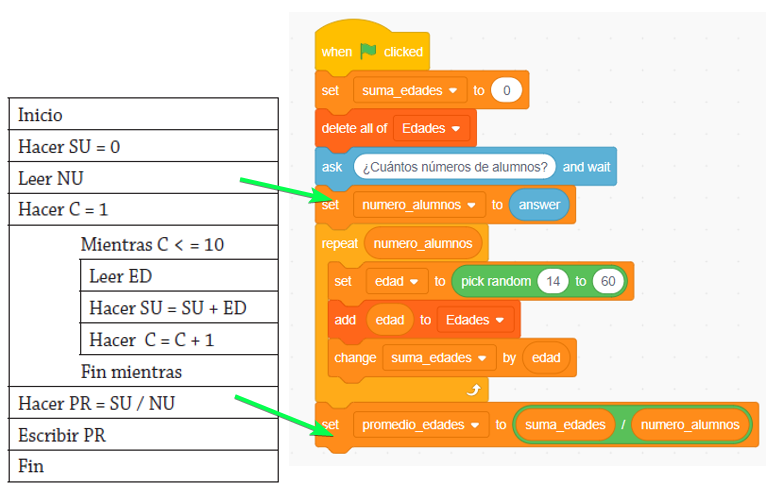 Inicio
Hacer SU = 0
Leer NU
Hacer C = 1
Mientras C < = 10
Leer ED
Hacer SU = SU + ED
Hacer C = C + 1
Fin mientras
Hacer PR = SU / NU
Escribir PR
Fin
when clicked
set suma_edades to 0
delete all of Edades
ask ¿Cuántos números de alumnos? and wait
set numero_alumnos to answer
repeat numero_alumnos
set edad to pick random 14 to 60
add edad to Edades
change suma_edades by edad
set promedio_edades to suma_edades / numero_alumnos